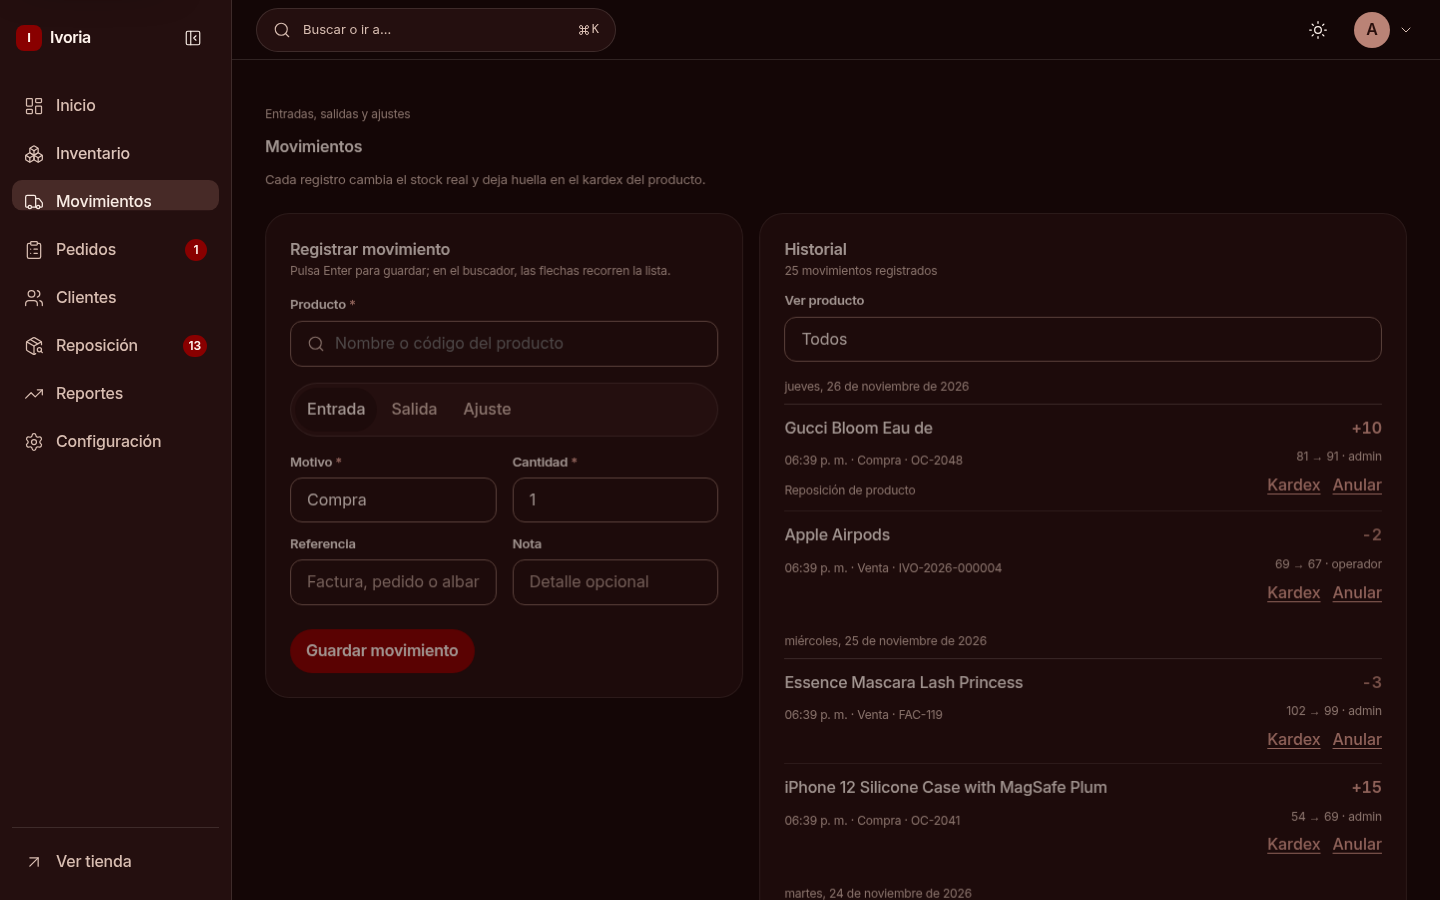 I Ivoria
Buscar o ir a...
⌘K
A
Inicio
Inventario
Movimientos
Pedidos 1
Clientes
Reposición 13
Reportes
Configuración
Ver tienda
Entradas, salidas y ajustes
Movimientos
Cada registro cambia el stock real y deja huella en el kardex del producto.
Registrar movimiento
Pulsa Enter para guardar; en el buscador, las flechas recorren la lista.
Producto *
Nombre o código del producto
Entrada Salida Ajuste
Motivo * Cantidad *
Compra 1
Referencia Nota
Factura, pedido o albar Detalle opcional
Guardar movimiento
Historial
25 movimientos registrados
Ver producto
Todos
jueves, 26 de noviembre de 2026
Gucci Bloom Eau de +10
06:39 p. m. · Compra · OC-2048 81 → 91 · admin
Reposición de producto Kardex Anular
Apple Airpods -2
06:39 p. m. · Venta · IVO-2026-000004 69 → 67 · operador
Kardex Anular
miércoles, 25 de noviembre de 2026
Essence Mascara Lash Princess -3
06:39 p. m. · Venta · FAC-119 102 → 99 · admin
Kardex Anular
iPhone 12 Silicone Case with MagSafe Plum +15
06:39 p. m. · Compra · OC-2041 54 → 69 · admin
Kardex Anular
martes, 24 de noviembre de 2026